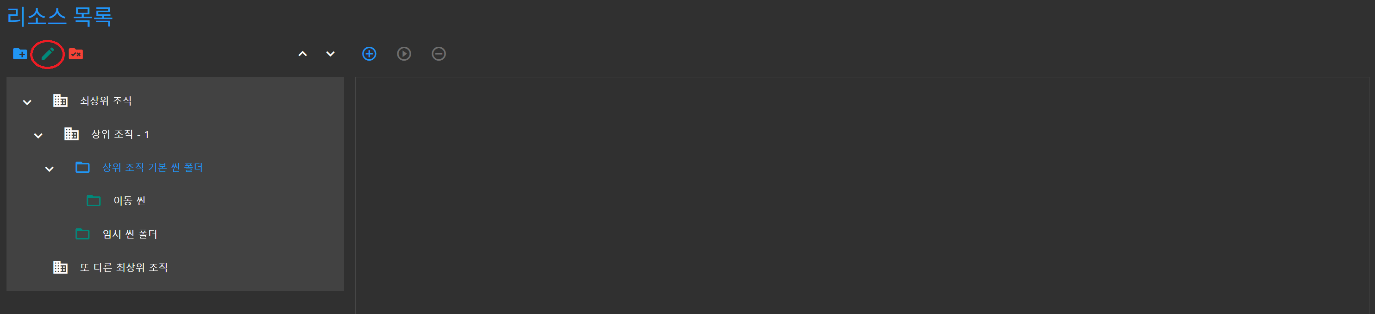 리소스 목록
최상위 조직
상위 조직 - 1
상위 조직 기본 씬 폴더
이동 씬
임시 씬 폴더
또 다른 최상위 조직